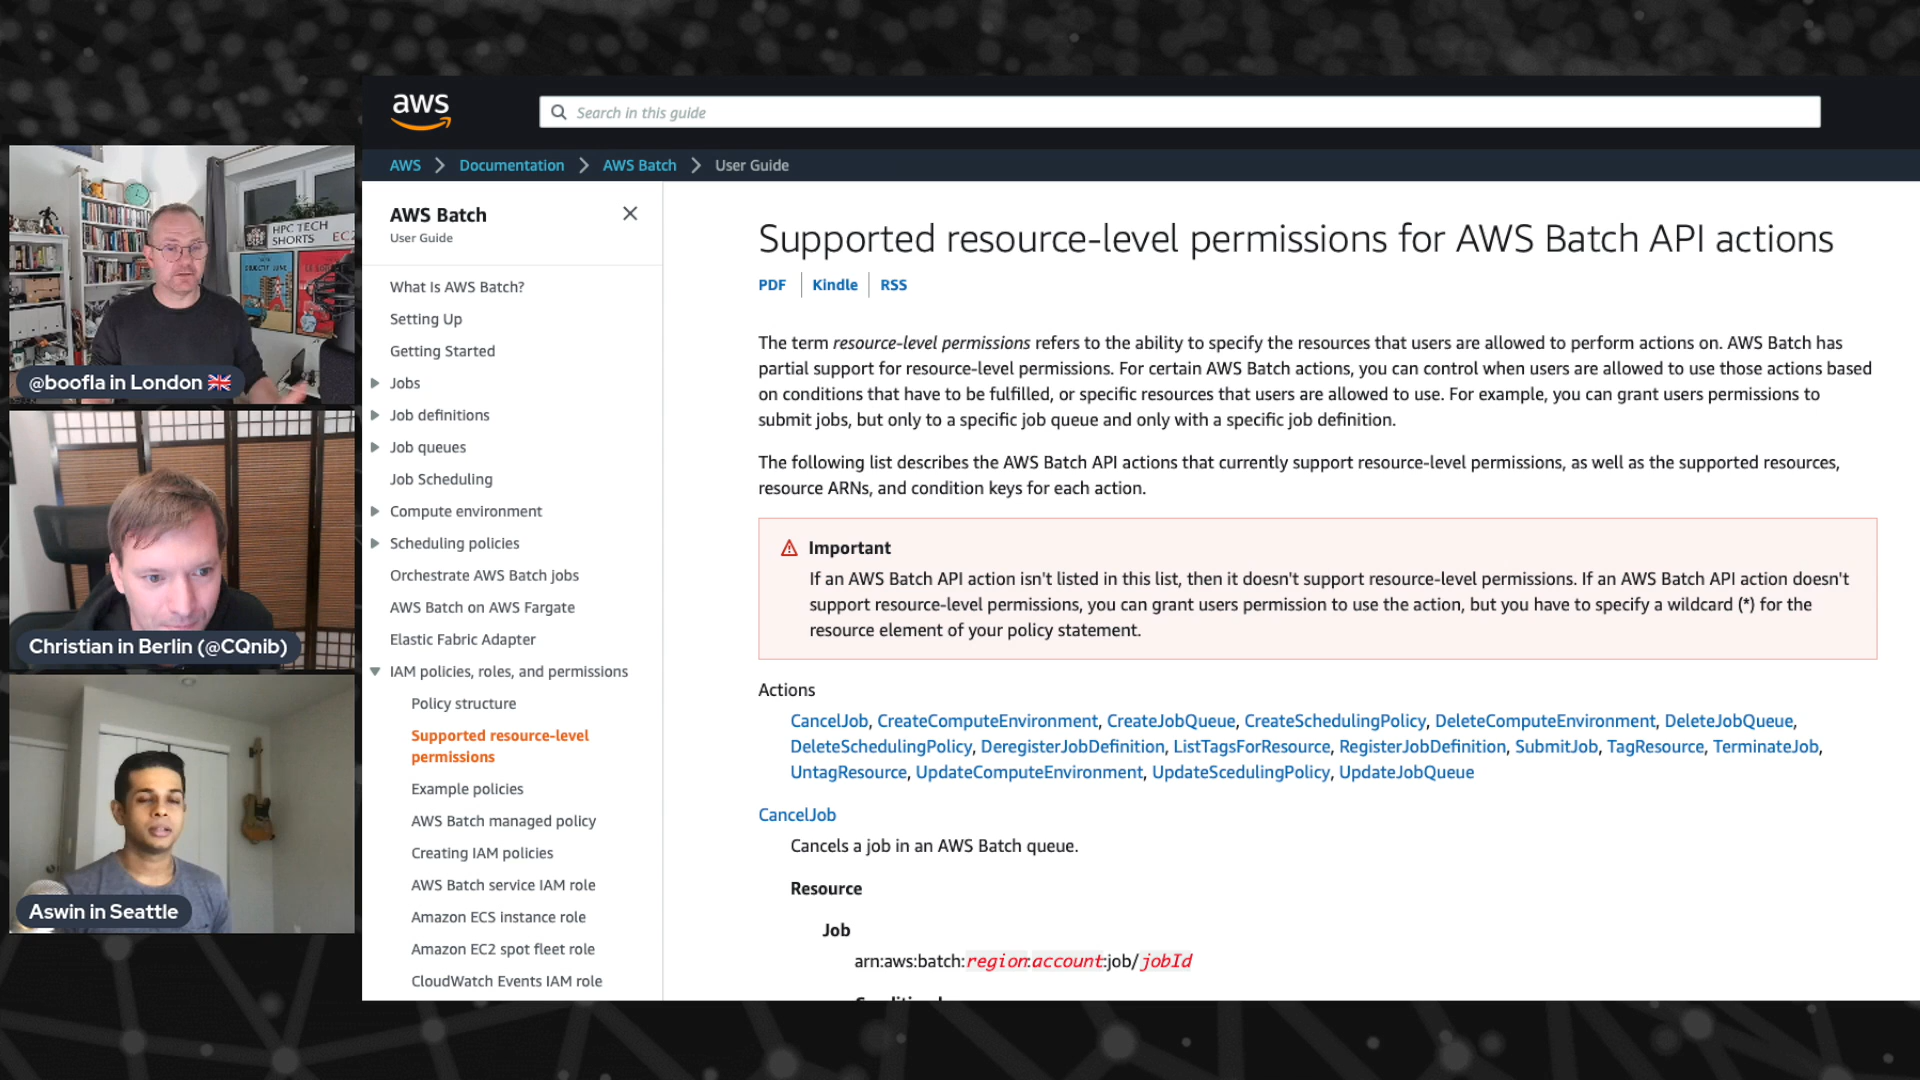 aws
Search in this guide
AWS > Documentation > AWS Batch > User Guide
HPC TECH
SHORTS
@boofla in London
Christian in Berlin (@CQnib)
Aswin in Seattle
AWS Batch
User Guide
What Is AWS Batch?
Setting Up
Getting Started
Jobs
Job definitions
Job queues
Job Scheduling
Compute environment
Scheduling policies
Orchestrate AWS Batch jobs
AWS Batch on AWS Fargate
Elastic Fabric Adapter
IAM policies, roles, and permissions
Policy structure
Supported resource-level
permissions
Example policies
AWS Batch managed policy
Creating IAM policies
AWS Batch service IAM role
Amazon ECS instance role
Amazon EC2 spot fleet role
CloudWatch Events IAM role
Supported resource-level permissions for AWS Batch API actions
PDF | Kindle | RSS
The term resource-level permissions refers to the ability to specify the resources that users are allowed to perform actions on. AWS Batch has
partial support for resource-level permissions. For certain AWS Batch actions, you can control when users are allowed to use those actions based
on conditions that have to be fulfilled, or specific resources that users are allowed to use. For example, you can grant users permissions to
submit jobs, but only to a specific job queue and only with a specific job definition.
The following list describes the AWS Batch API actions that currently support resource-level permissions, as well as the supported resources,
resource ARNs, and condition keys for each action.
Important
If an AWS Batch API action isn't listed in this list, then it doesn't support resource-level permissions. If an AWS Batch API action doesn't
support resource-level permissions, you can grant users permission to use the action, but you have to specify a wildcard (*) for the
resource element of your policy statement.
Actions
CancelJob, CreateComputeEnvironment, CreateJobQueue, CreateSchedulingPolicy, DeleteComputeEnvironment, DeleteJobQueue,
DeleteSchedulingPolicy, DeregisterJobDefinition, ListTagsForResource, RegisterJobDefinition, SubmitJob, TagResource, TerminateJob,
UntagResource, UpdateComputeEnvironment, UpdateScedulingPolicy, UpdateJobQueue
CancelJob
Cancels a job in an AWS Batch queue.
Resource
Job
arn:aws:batch:region:account:job/jobId